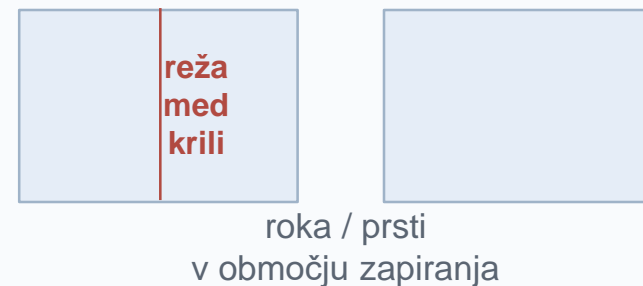 reža
med
krili
roka / prsti
v območju zapiranja